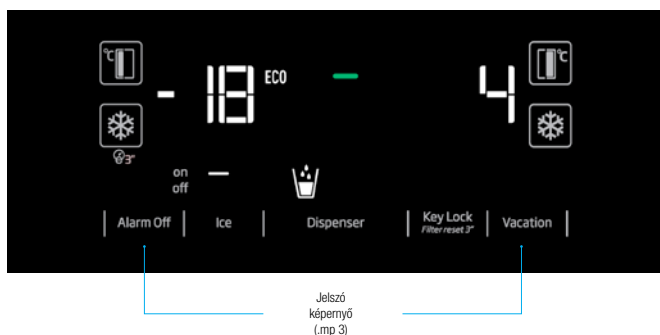 °C
°C
- 18 ECO 4
3"
on
off
Alarm Off Ice Dispenser Key Lock Vacation
Filter reset 3"
Jelszó
képernyő
(.mp 3)